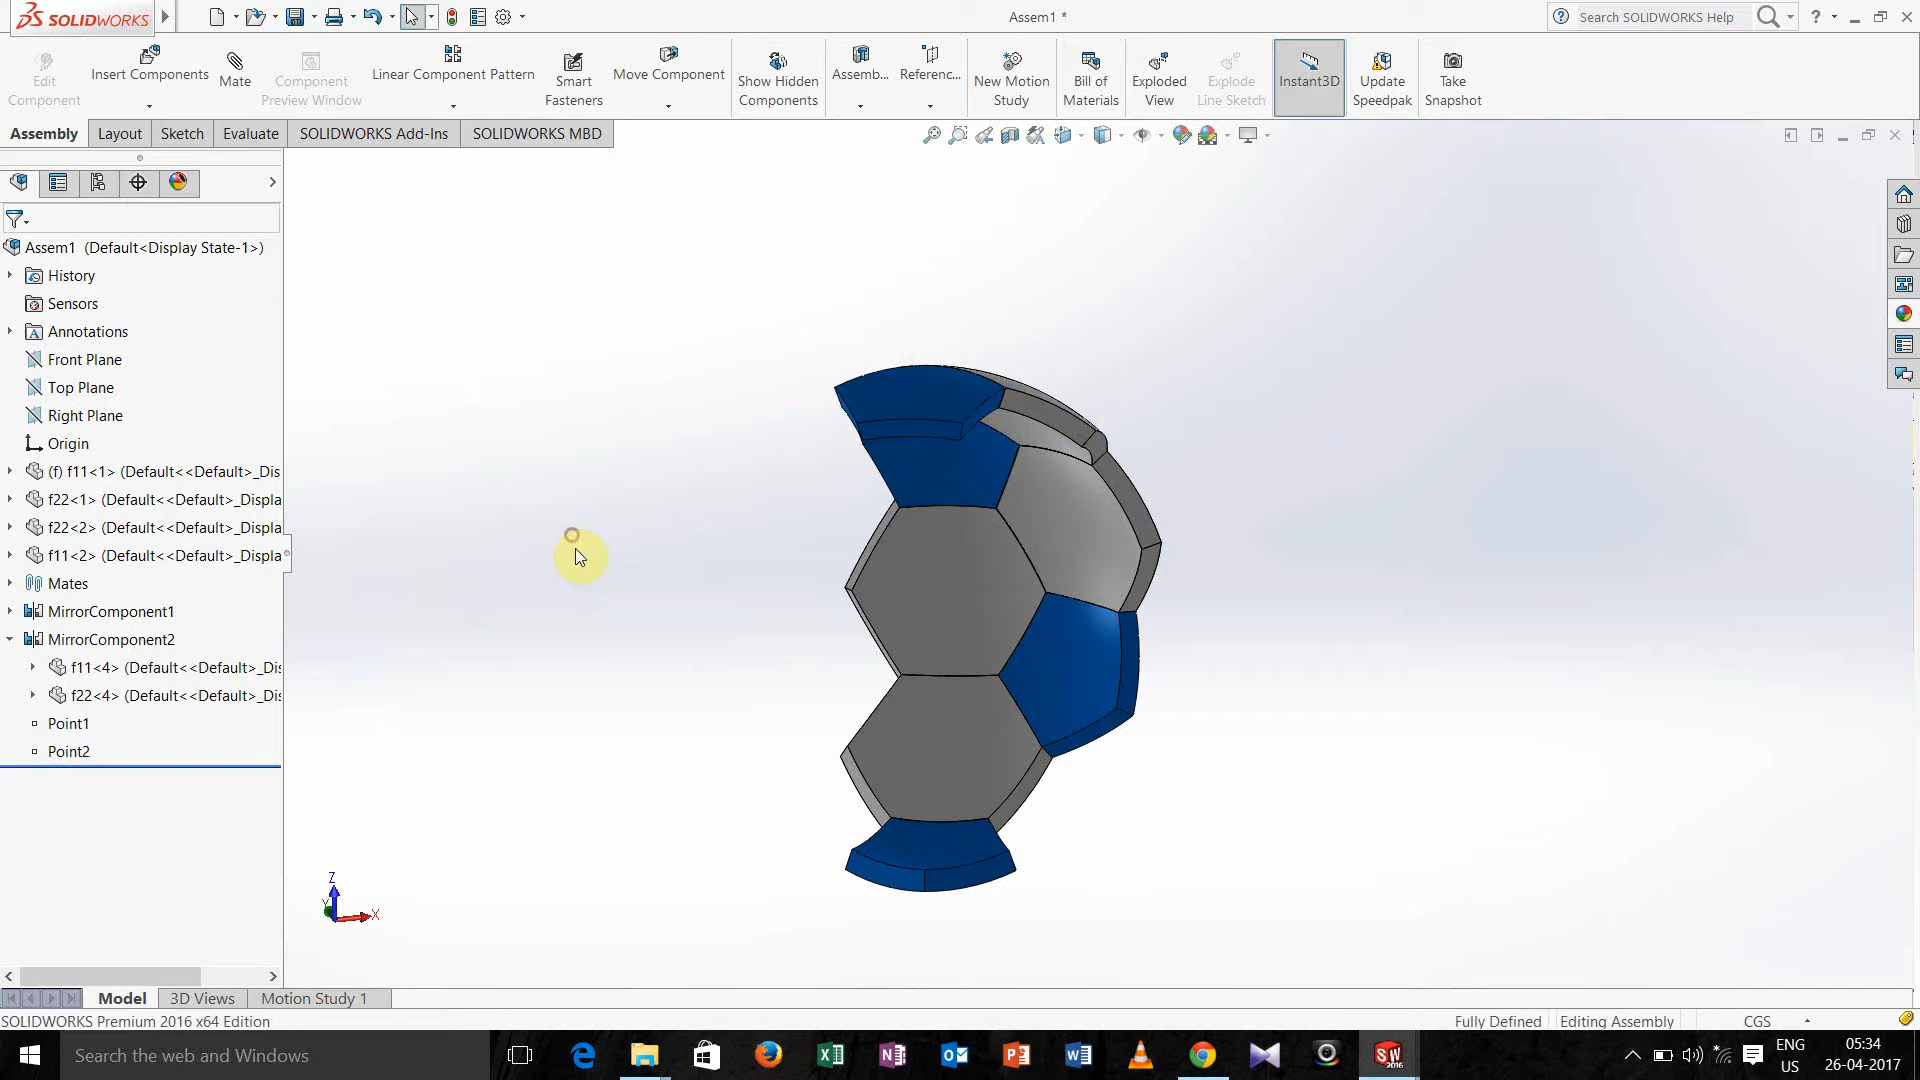 SOLIDWORKS
Assem1 *
Search SOLIDWORKS Help
Edit Component
Insert Components
Mate
Component Preview Window
Linear Component Pattern
Smart Fasteners
Move Component
Show Hidden Components
Assemb...
Referenc...
New Motion Study
Bill of Materials
Exploded View
Explode Line Sketch
Instant3D
Update Speedpak
Take Snapshot
Assembly
Layout
Sketch
Evaluate
SOLIDWORKS Add-Ins
SOLIDWORKS MBD
Assem1 (Default<Display State-1>)
History
Sensors
Annotations
Front Plane
Top Plane
Right Plane
Origin
(f) f11<1> (Default<<Default>_Dis
f22<1> (Default<<Default>_Displa
f22<2> (Default<<Default>_Displa
f11<2> (Default<<Default>_Displa
Mates
MirrorComponent1
MirrorComponent2
f11<4> (Default<<Default>_Dis
f22<4> (Default<<Default>_Dis
Point1
Point2
Z
Y
X
Model
3D Views
Motion Study 1
SOLIDWORKS Premium 2016 x64 Edition
Fully Defined
Editing Assembly
CGS
Search the web and Windows
ENG
US
05:34
26-04-2017